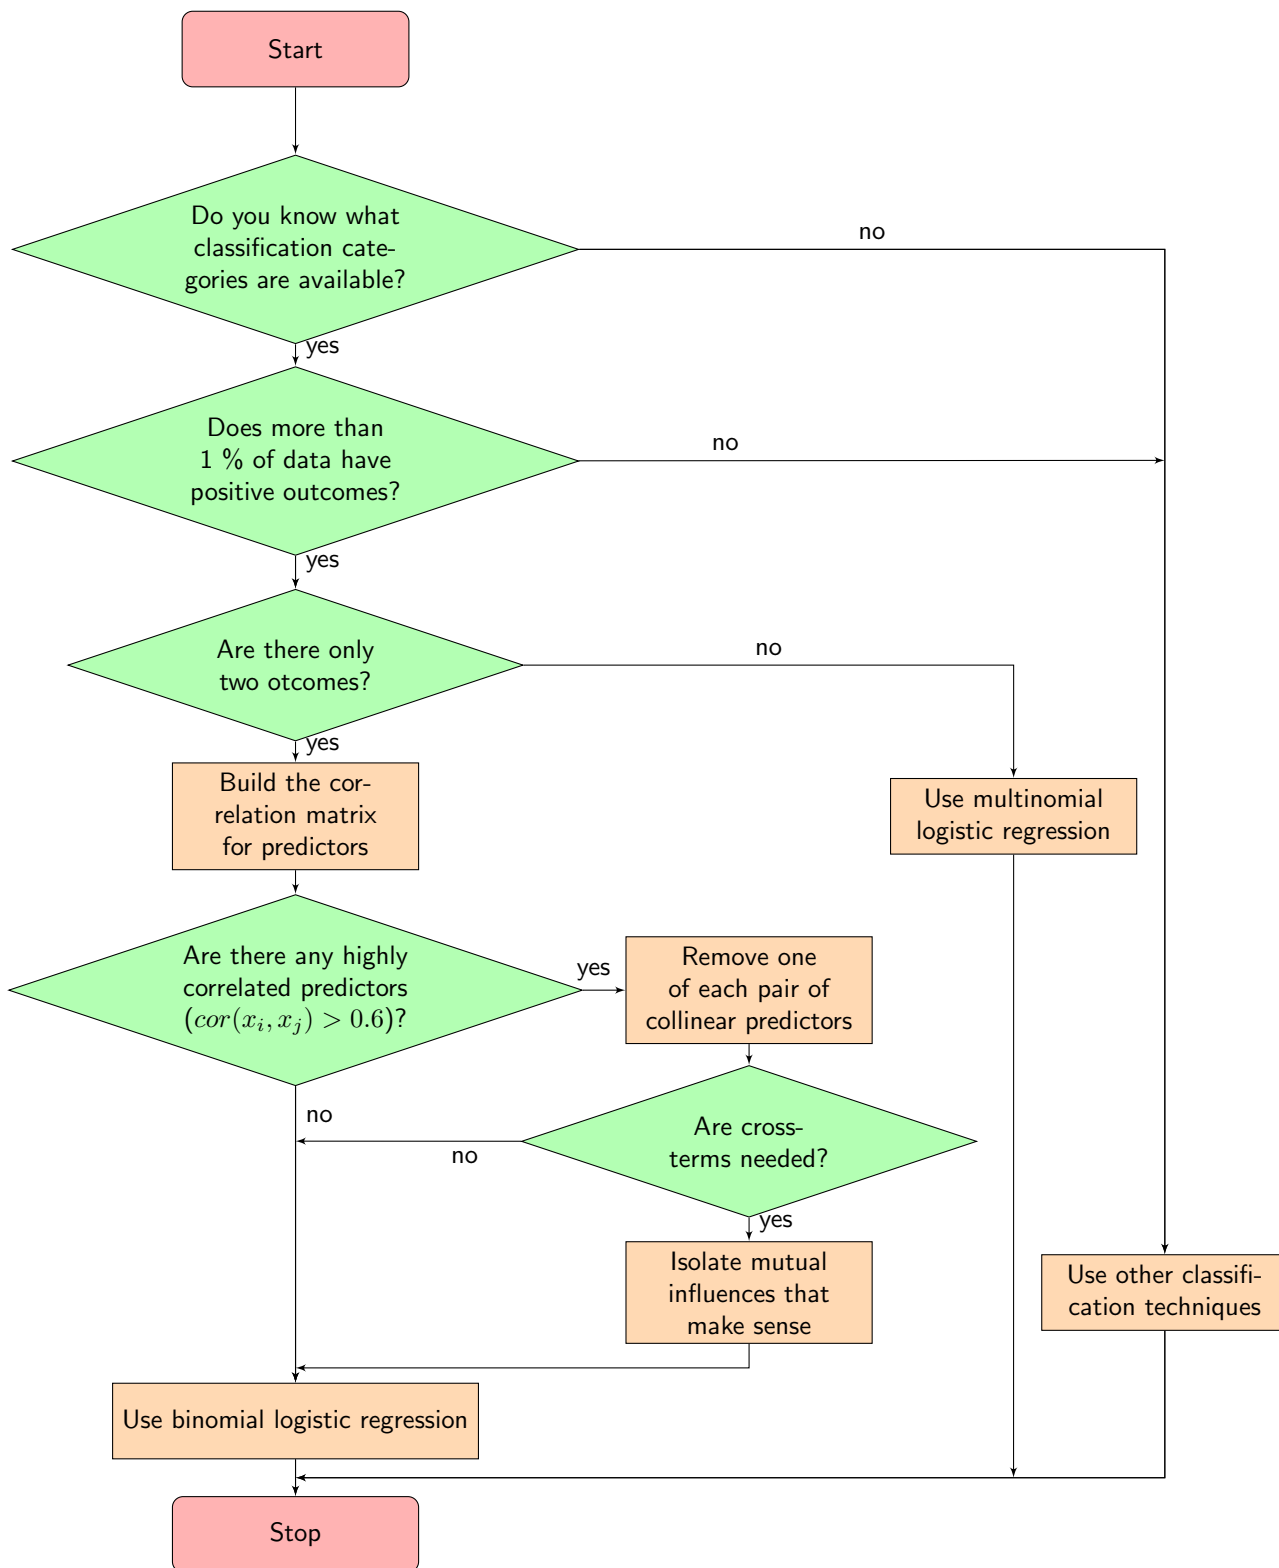 Start
Do you know what
classification cate-
gories are available?
no
yes
Does more than
1 % of data have
positive outcomes?
no
yes
Are there only
two otcomes?
no
yes
Build the cor-
relation matrix
for predictors
Use multinomial
logistic regression
Are there any highly
correlated predictors
(cor(x_i, x_j) > 0.6)?
yes
Remove one
of each pair of
collinear predictors
no
Are cross-
terms needed?
no
yes
Isolate mutual
influences that
make sense
Use other classifi-
cation techniques
Use binomial logistic regression
Stop